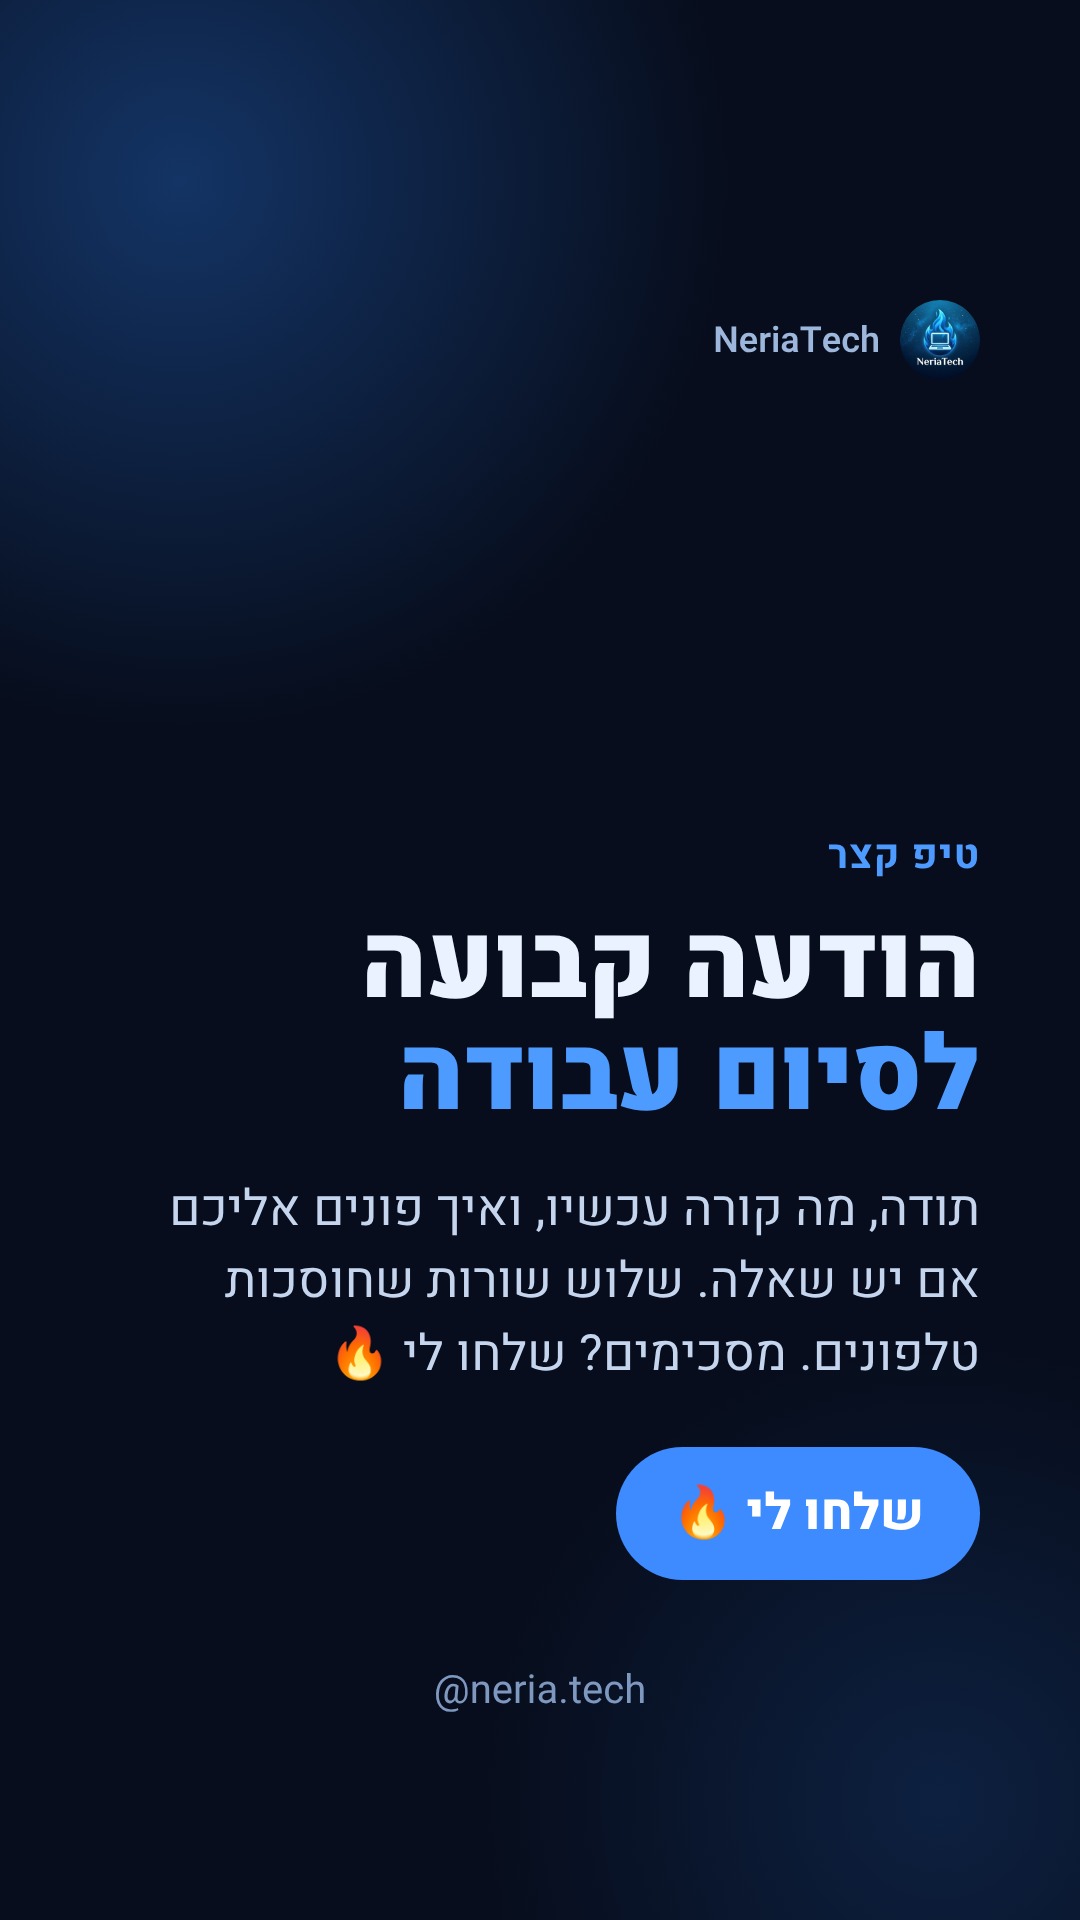 NeriaTech
NeriaTech
טיפ קצר
הודעה קבועה
לסיום עבודה
תודה, מה קורה עכשיו, ואיך פונים אליכם
אם יש שאלה. שלוש שורות שחוסכות
טלפונים. מסכימים? שלחו לי 🔥
שלחו לי 🔥
@neria.tech